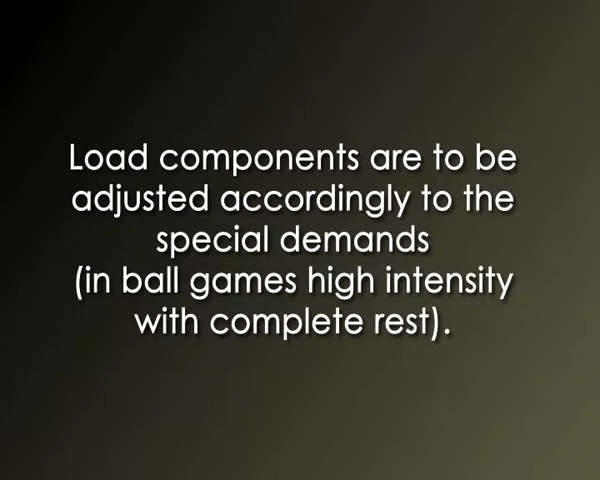 Load components are to be
adjusted accordingly to the
special demands
(in ball games high intensity
with complete rest).